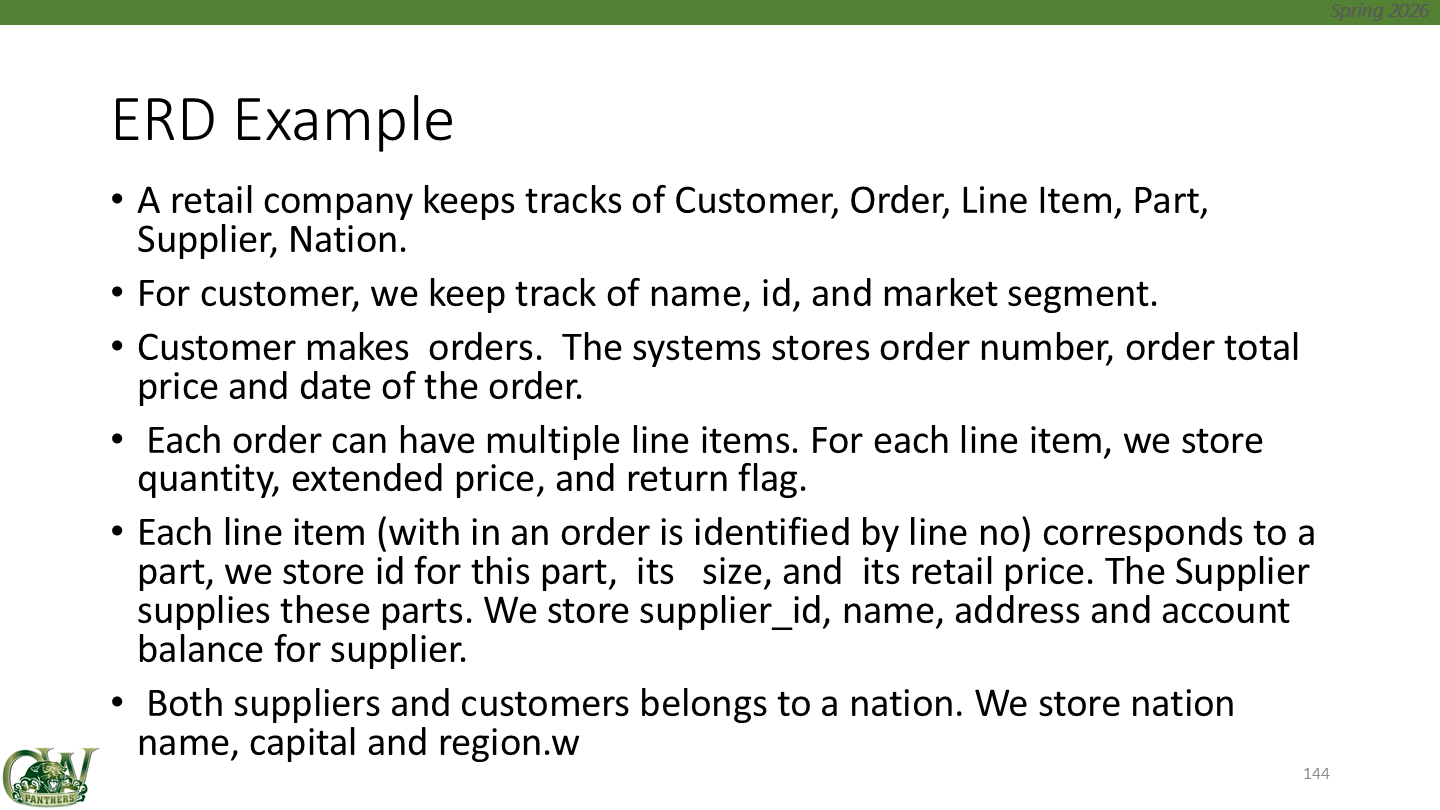 Spring 2026
ERD Example
• A retail company keeps tracks of Customer, Order, Line Item, Part,
Supplier, Nation.
• For customer, we keep track of name, id, and market segment.
• Customer makes  orders.  The systems stores order number, order total
price and date of the order.
•  Each order can have multiple line items. For each line item, we store
quantity, extended price, and return flag.
• Each line item (with in an order is identified by line no) corresponds to a
part, we store id for this part,  its   size, and  its retail price. The Supplier
supplies these parts. We store supplier_id, name, address and account
balance for supplier.
•  Both suppliers and customers belongs to a nation. We store nation
name, capital and region.w
OW
PANTHERS
144